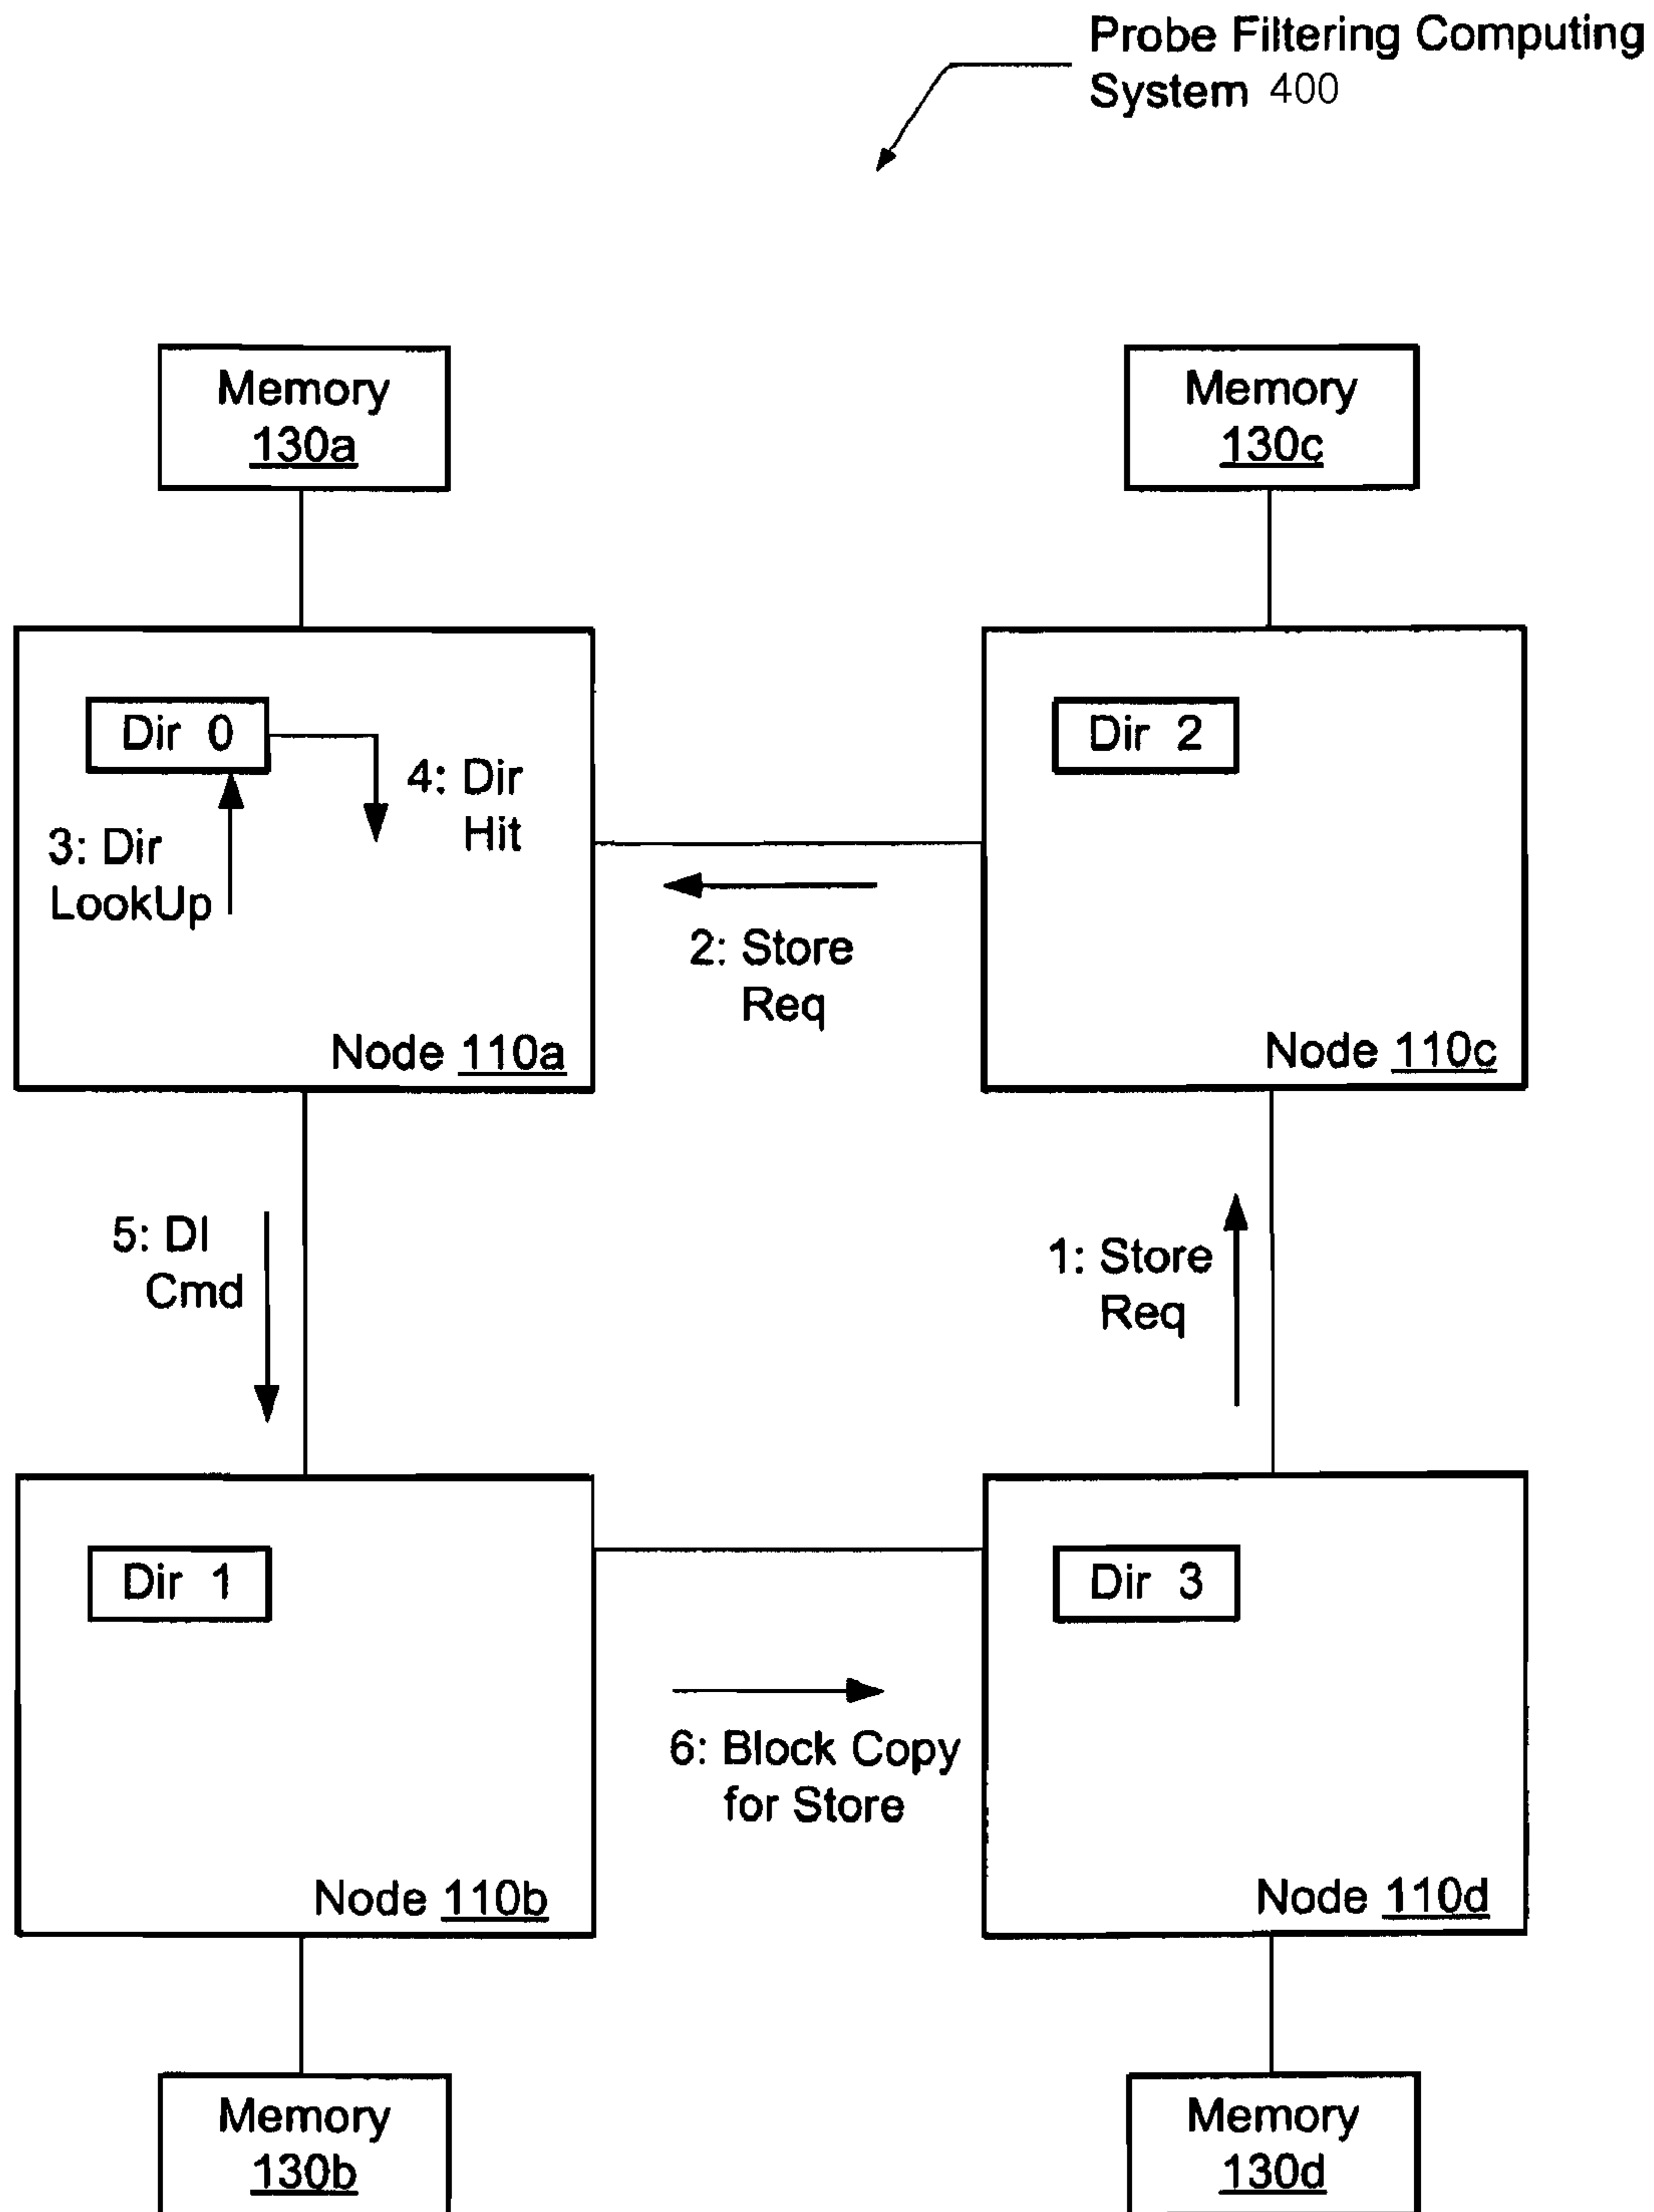 Probe Filtering Computing
System 400
Memory
130a
Memory
130c
Dir 0
4: Dir
Hit
3: Dir
LookUp
Node 110a
Dir 2
Node 110c
2: Store
Req
5: DI
Cmd
1: Store
Req
Dir 1
Node 110b
Dir 3
Node 110d
6: Block Copy
for Store
Memory
130b
Memory
130d